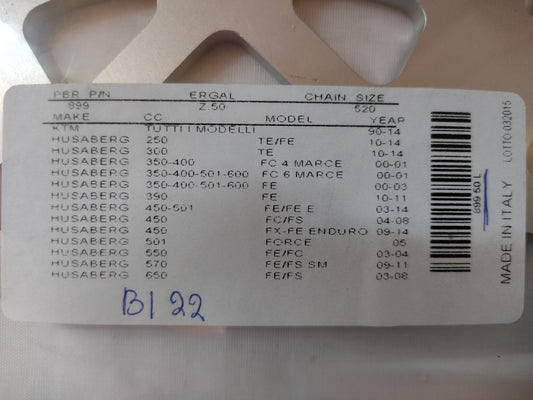 PBR P/N ERGAL CHAIN SIZE
899 Z.50 520
MAKE CC MODEL YEAR
KTM TUTTI I MODELLI 90-14
HUSABERG 250 TE/FE 10-14
HUSABERG 300 TE 10-14
HUSABERG 350-400 FC 4 MARCE 00-01
HUSABERG 350-400-501-600 FC 6 MARCE 00-01
HUSABERG 350-400-501-600 FE 00-03
HUSABERG 390 FE 10-11
HUSABERG 450-501 FE/FE E 03-14
HUSABERG 450 FC/FS 04-08
HUSABERG 450 FX-FE ENDURO 09-14
HUSABERG 501 FORCE 05
HUSABERG 550 FE/FC 03-04
HUSABERG 570 FE/FS SM 09-11
HUSABERG 650 FE/FS 03-08
B1 22
899 50 L
MADE IN ITALY
LOTTO:032015